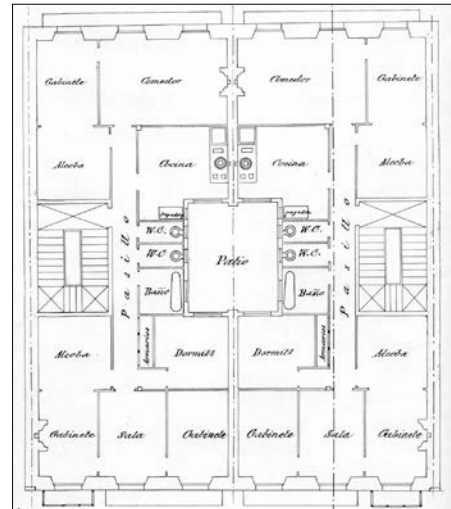 Gabinete Comedor Comedor Gabinete
Alcoba Cocina Cocina Alcoba
W.C. W.C.
W.C. Patio W.C.
Pasillo Pasillo
Baño Baño
Alcoba Armarios Dormitº Dormitº Armarios Alcoba
Gabinete Sala Gabinete Gabinete Sala Gabinete